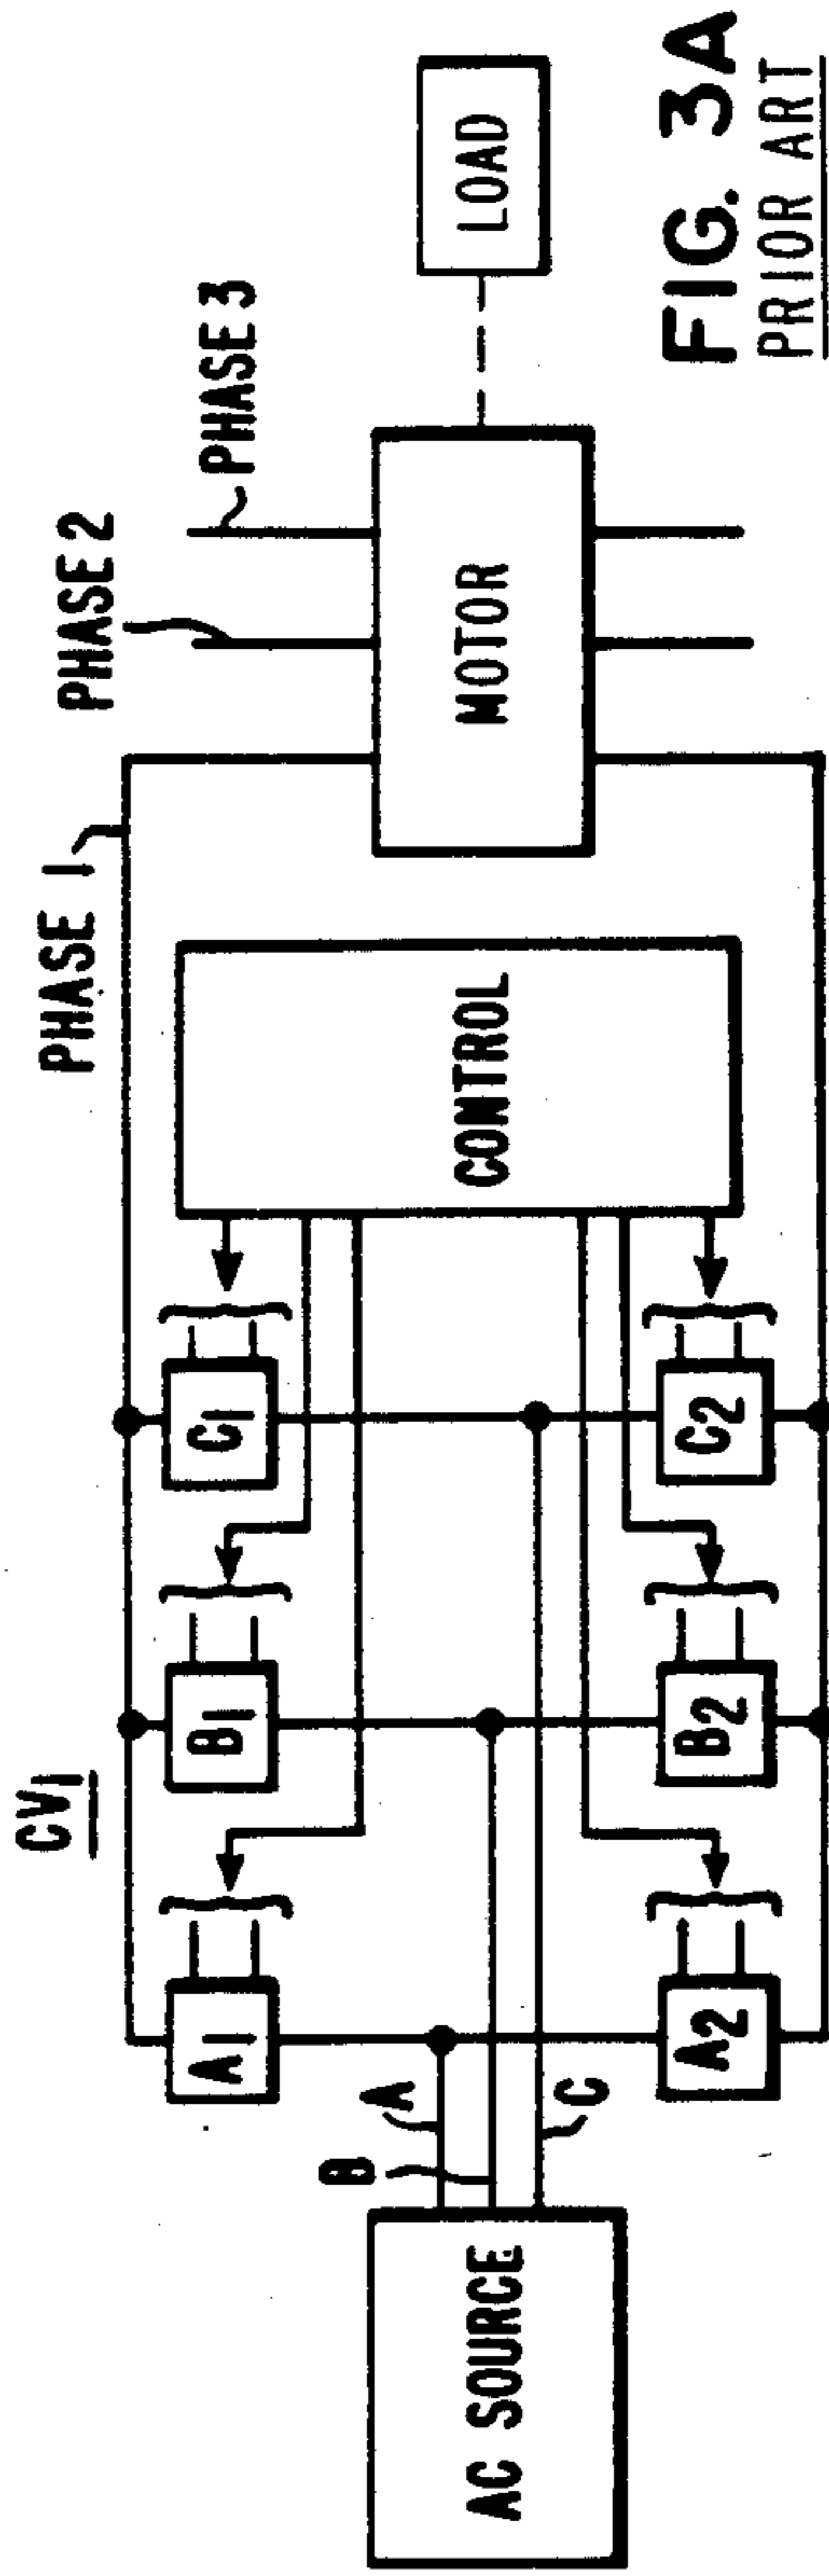 CV1
PHASE 1
PHASE 2
PHASE 3
A1
B1
C1
AC SOURCE
B
A
C
CONTROL
MOTOR
LOAD
A2
B2
C2
FIG. 3A
PRIOR ART